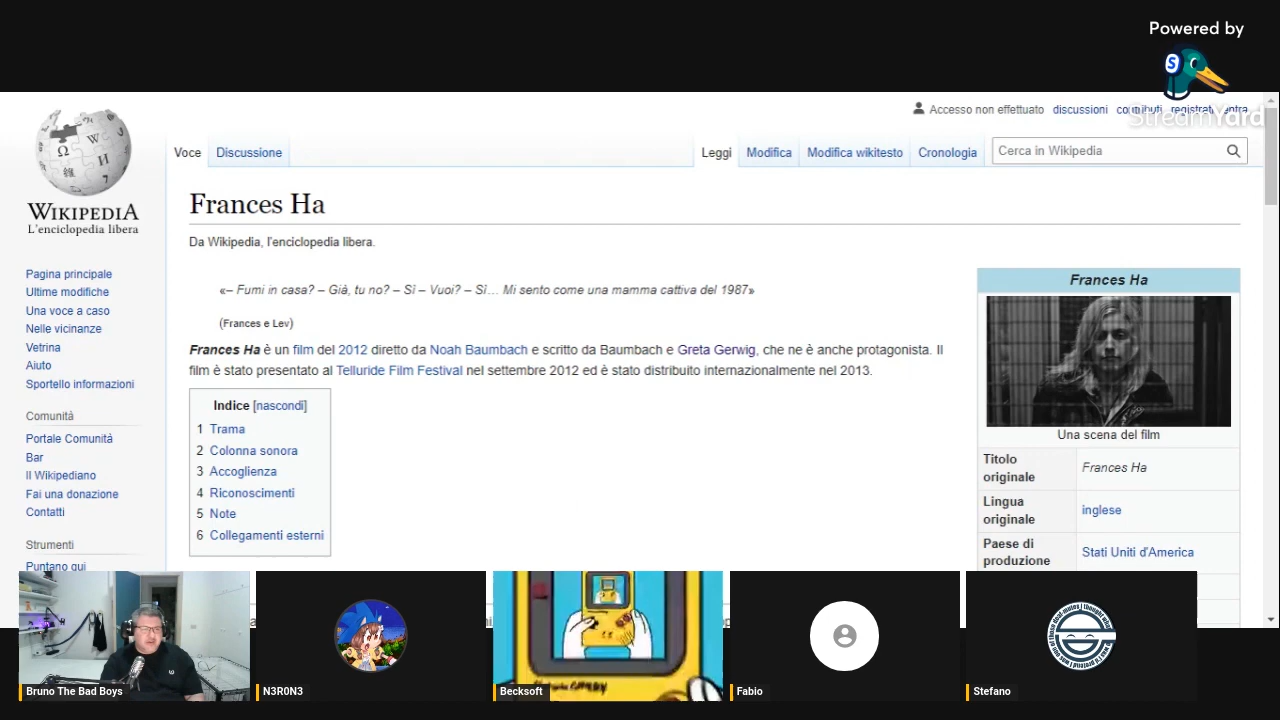 Powered by
StreamYard
Accesso non effettuato discussioni contributi registrati entra
Voce Discussione Leggi Modifica Modifica wikitesto Cronologia Cerca in Wikipedia
WIKIPEDIA
L'enciclopedia libera
Frances Ha
Da Wikipedia, l'enciclopedia libera.
Pagina principale
Ultime modifiche
Una voce a caso
Nelle vicinanze
Vetrina
Aiuto
Sportello informazioni
Comunità
Portale Comunità
Bar
Il Wikipediano
Fai una donazione
Contatti
Strumenti
Puntano qui
«– Fumi in casa? – Già, tu no? – Sì – Vuoi? – Sì… Mi sento come una mamma cattiva del 1987»
(Frances e Lev)
Frances Ha è un film del 2012 diretto da Noah Baumbach e scritto da Baumbach e Greta Gerwig, che ne è anche protagonista. Il
film è stato presentato al Telluride Film Festival nel settembre 2012 ed è stato distribuito internazionalmente nel 2013.
Indice [nascondi]
1 Trama
2 Colonna sonora
3 Accoglienza
4 Riconoscimenti
5 Note
6 Collegamenti esterni
Frances Ha
Una scena del film
Titolo
originale
Frances Ha
Lingua
originale
inglese
Paese di
produzione
Stati Uniti d'America
Bruno The Bad Boys
N3R0N3
Becksoft
Fabio
Stefano